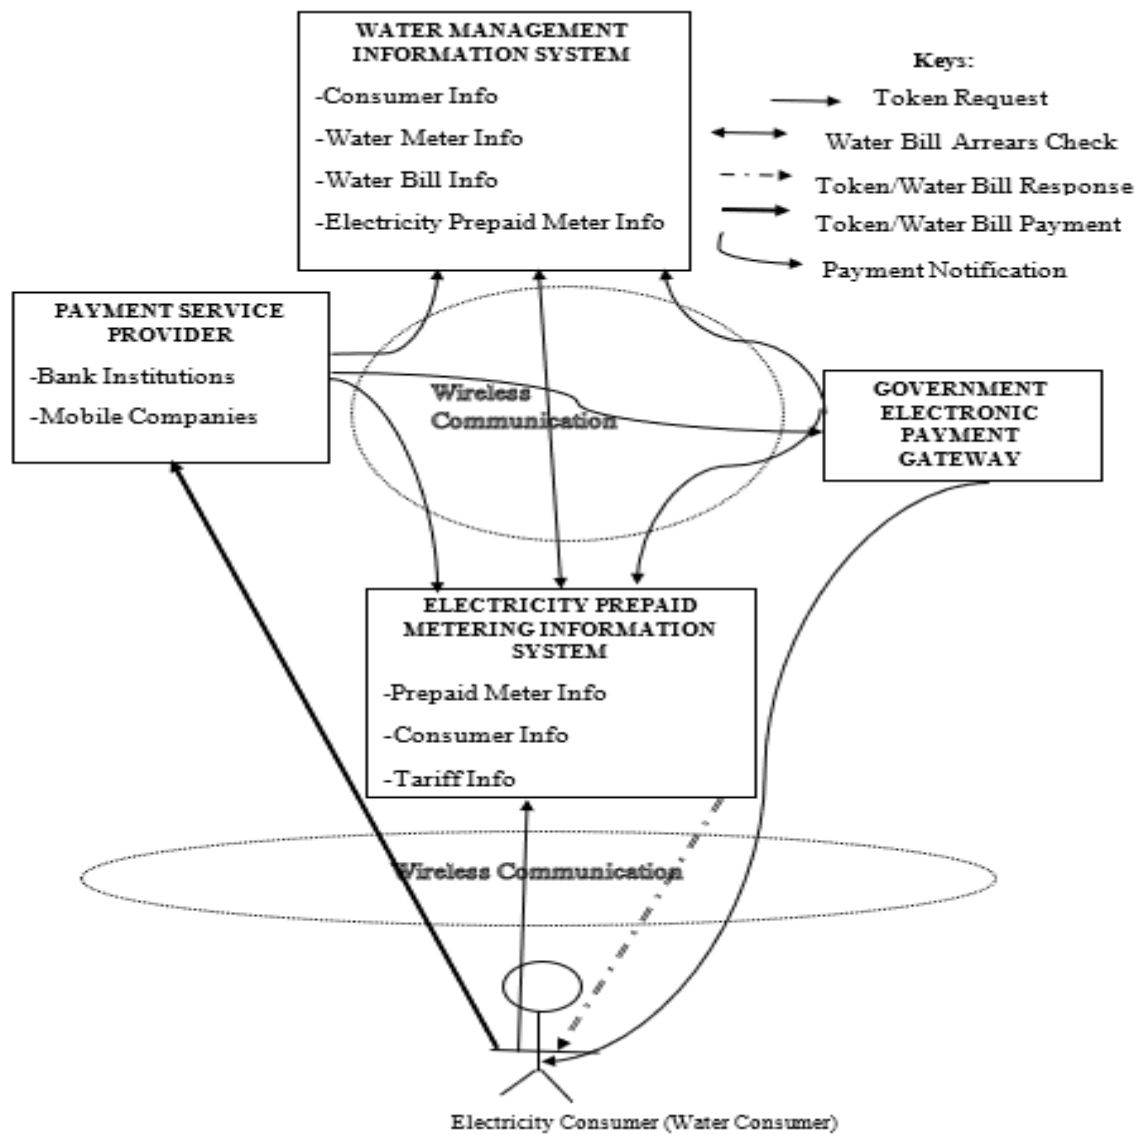 WATER MANAGEMENT
INFORMATION SYSTEM
-Consumer Info
-Water Meter Info
-Water Bill Info
-Electricity Prepaid Meter Info
Keys:
Token Request
Water Bill Arrears Check
Token/Water Bill Response
Token/Water Bill Payment
Payment Notification
PAYMENT SERVICE
PROVIDER
-Bank Institutions
-Mobile Companies
Wireless
Communication
GOVERNMENT
ELECTRONIC
PAYMENT
GATEWAY
ELECTRICITY PREPAID
METERING INFORMATION
SYSTEM
-Prepaid Meter Info
-Consumer Info
-Tariff Info
Wireless Communication
Electricity Consumer (Water Consumer)